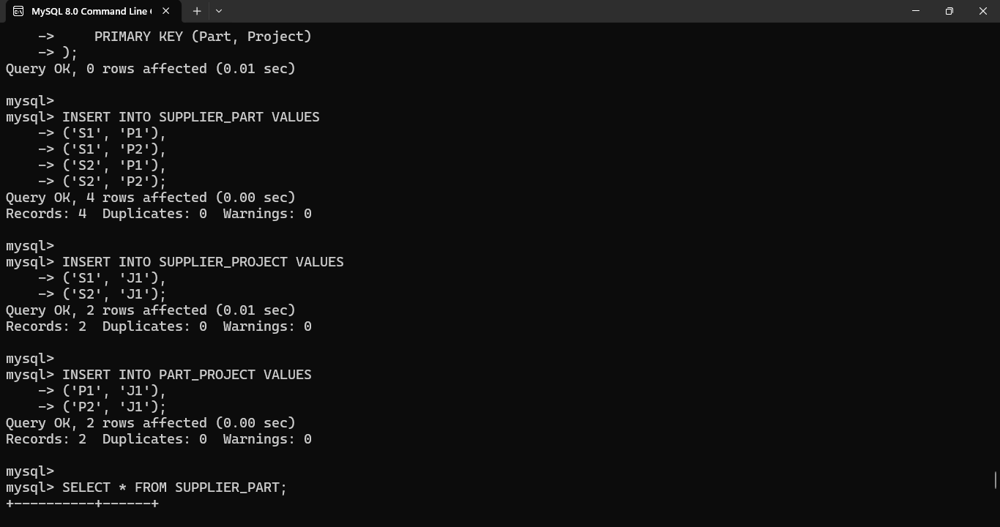 MySQL 8.0 Command Line
    ->     PRIMARY KEY (Part, Project)
    -> );
Query OK, 0 rows affected (0.01 sec)

mysql>
mysql> INSERT INTO SUPPLIER_PART VALUES
    -> ('S1', 'P1'),
    -> ('S1', 'P2'),
    -> ('S2', 'P1'),
    -> ('S2', 'P2');
Query OK, 4 rows affected (0.00 sec)
Records: 4  Duplicates: 0  Warnings: 0

mysql>
mysql> INSERT INTO SUPPLIER_PROJECT VALUES
    -> ('S1', 'J1'),
    -> ('S2', 'J1');
Query OK, 2 rows affected (0.01 sec)
Records: 2  Duplicates: 0  Warnings: 0

mysql>
mysql> INSERT INTO PART_PROJECT VALUES
    -> ('P1', 'J1'),
    -> ('P2', 'J1');
Query OK, 2 rows affected (0.00 sec)
Records: 2  Duplicates: 0  Warnings: 0

mysql>
mysql> SELECT * FROM SUPPLIER_PART;
+----------+------+